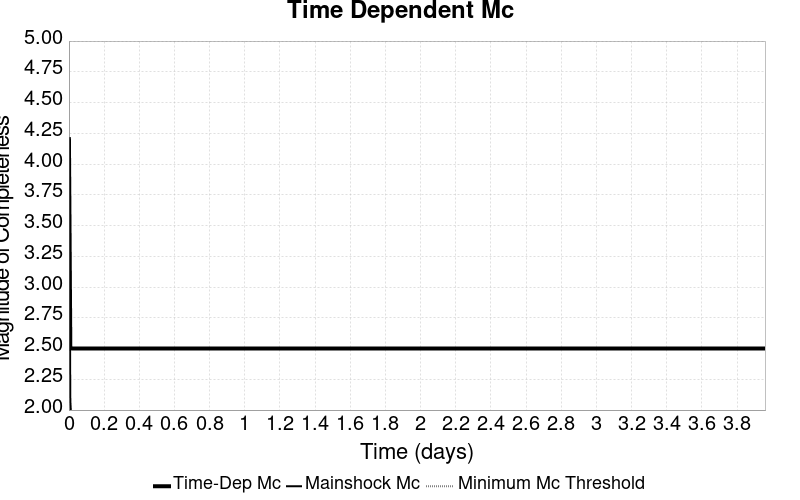 Time Dependent Mc
Magnitude of Completeness
5.00
4.75
4.50
4.25
4.00
3.75
3.50
3.25
3.00
2.75
2.50
2.25
2.00
0 0.2 0.4 0.6 0.8 1 1.2 1.4 1.6 1.8 2 2.2 2.4 2.6 2.8 3 3.2 3.4 3.6 3.8
Time (days)
Time-Dep Mc Mainshock Mc Minimum Mc Threshold